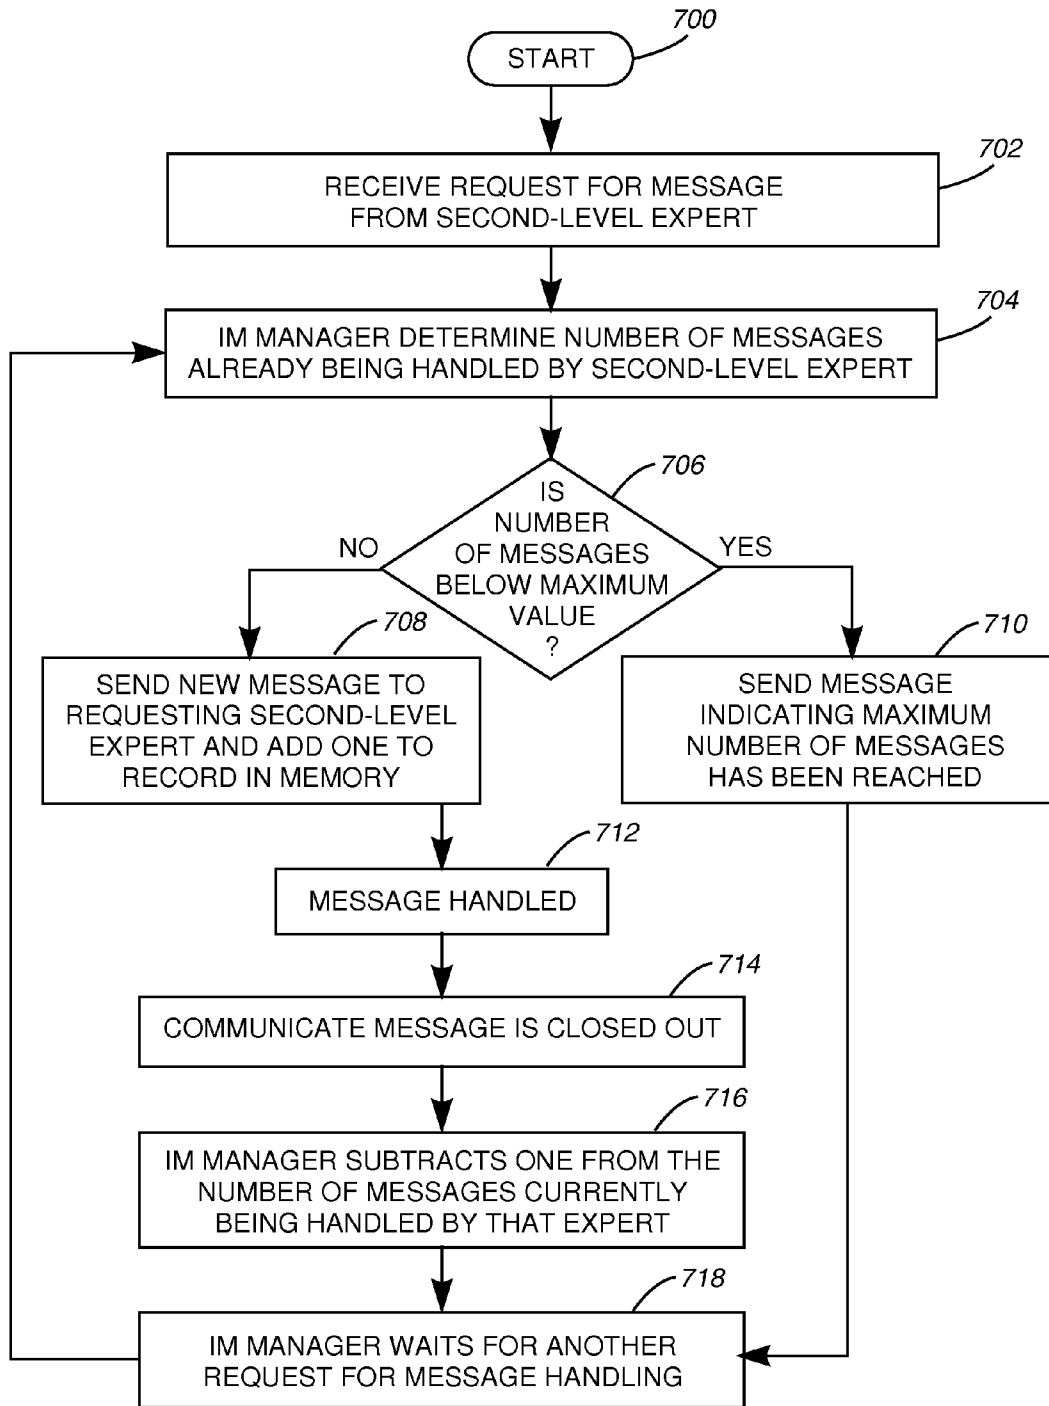 700
START
702
RECEIVE REQUEST FOR MESSAGE
FROM SECOND-LEVEL EXPERT
704
IM MANAGER DETERMINE NUMBER OF MESSAGES
ALREADY BEING HANDLED BY SECOND-LEVEL EXPERT
706
IS
NUMBER
OF MESSAGES
BELOW MAXIMUM
VALUE
?
NO
YES
708
SEND NEW MESSAGE TO
REQUESTING SECOND-LEVEL
EXPERT AND ADD ONE TO
RECORD IN MEMORY
710
SEND MESSAGE
INDICATING MAXIMUM
NUMBER OF MESSAGES
HAS BEEN REACHED
712
MESSAGE HANDLED
714
COMMUNICATE MESSAGE IS CLOSED OUT
716
IM MANAGER SUBTRACTS ONE FROM THE
NUMBER OF MESSAGES CURRENTLY
BEING HANDLED BY THAT EXPERT
718
IM MANAGER WAITS FOR ANOTHER
REQUEST FOR MESSAGE HANDLING